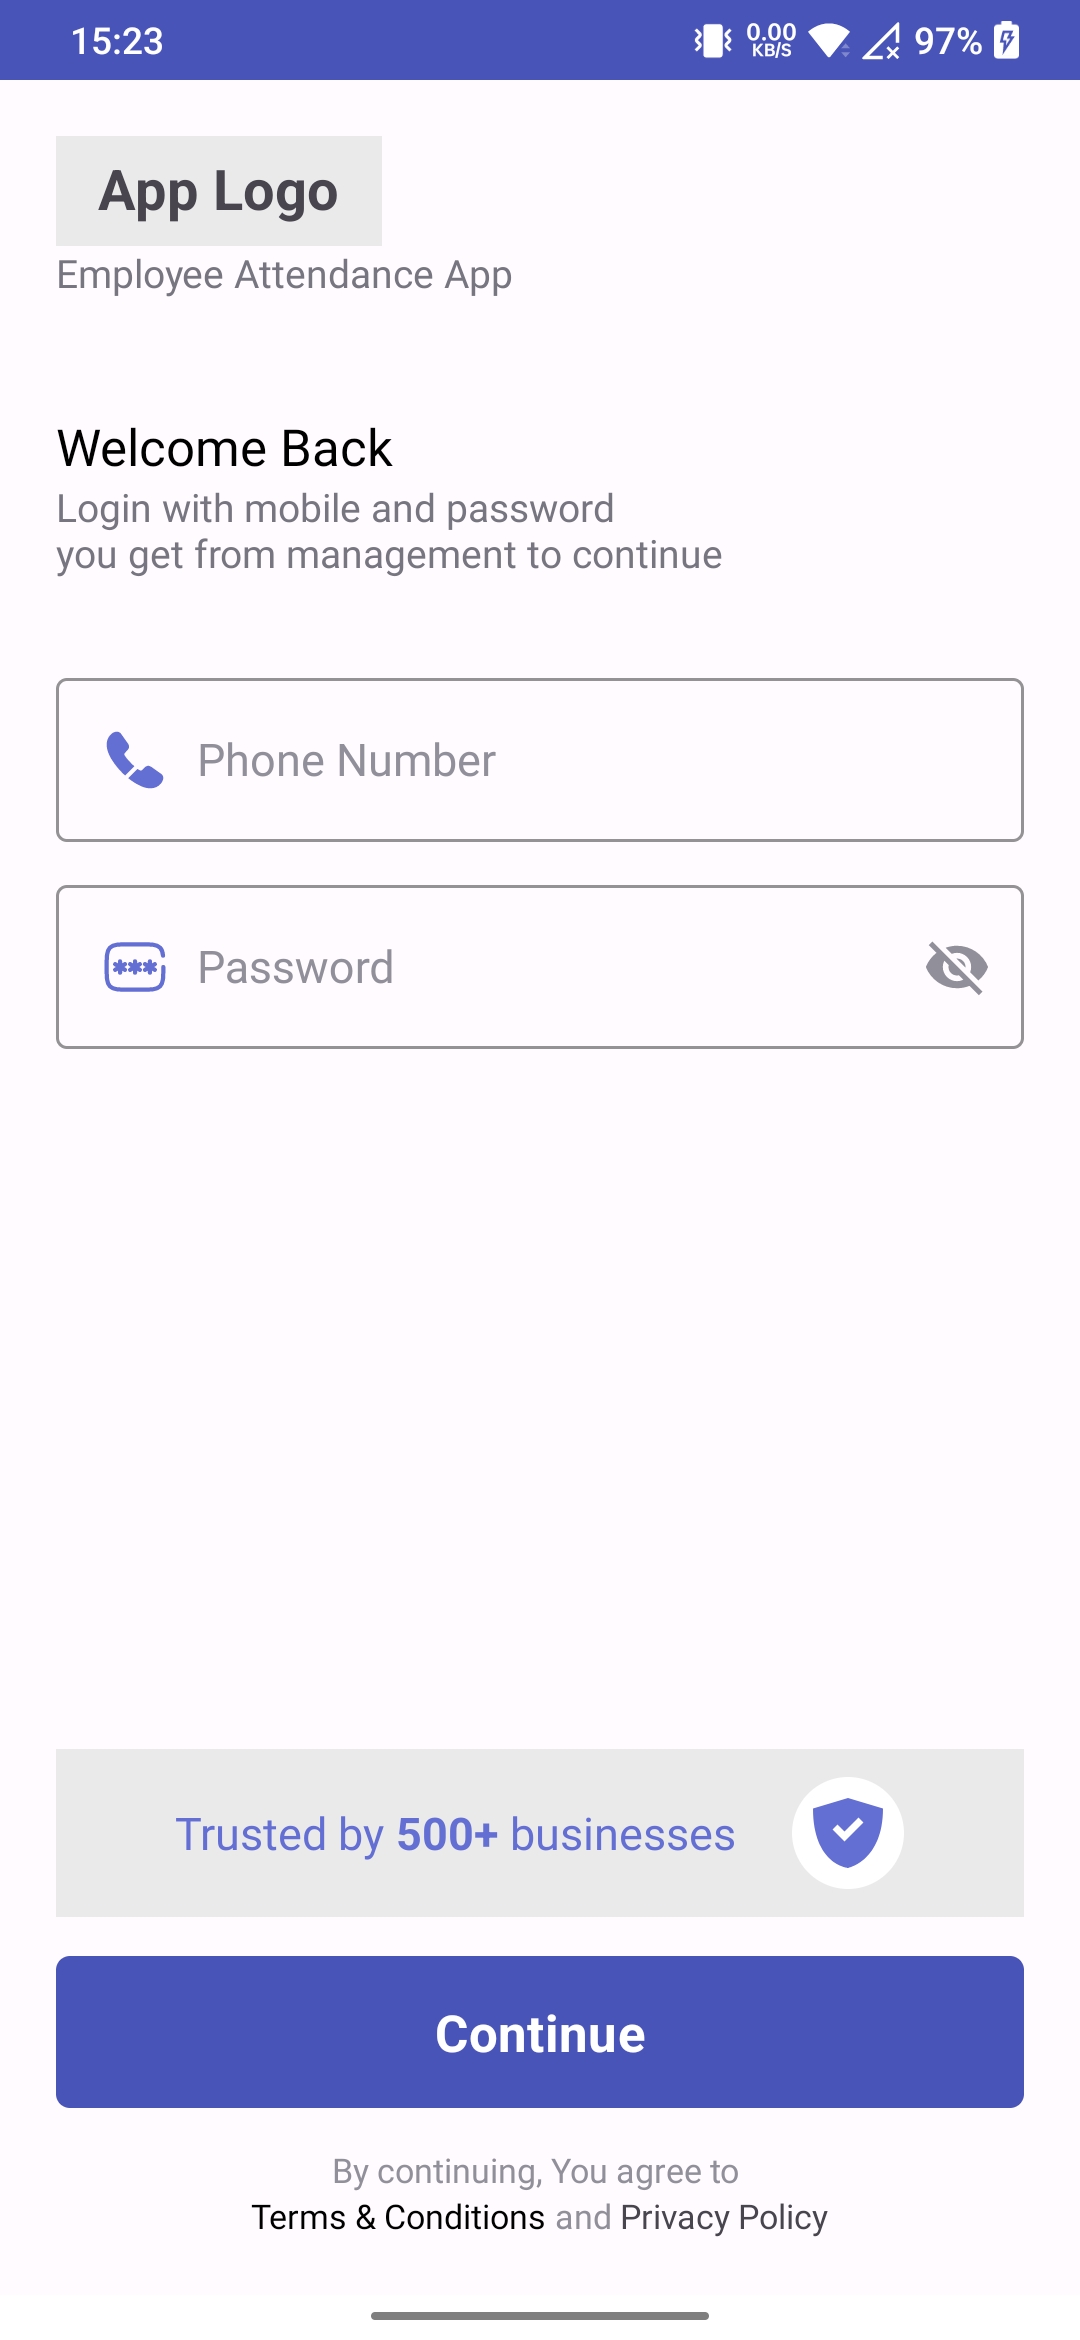 15:23
0.00
KB/S
97%
App Logo
Employee Attendance App
Welcome Back
Login with mobile and password
you get from management to continue
Phone Number
Password
Trusted by 500+ businesses
Continue
By continuing, You agree to
Terms & Conditions and Privacy Policy